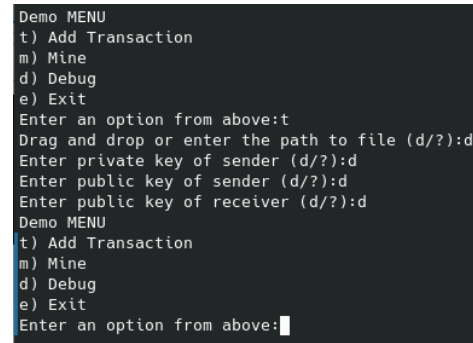 Demo MENU
t) Add Transaction
m) Mine
d) Debug
e) Exit
Enter an option from above:t
Drag and drop or enter the path to file (d/?):d
Enter private key of sender (d/?):d
Enter public key of sender (d/?):d
Enter public key of receiver (d/?):d
Demo MENU
t) Add Transaction
m) Mine
d) Debug
e) Exit
Enter an option from above: